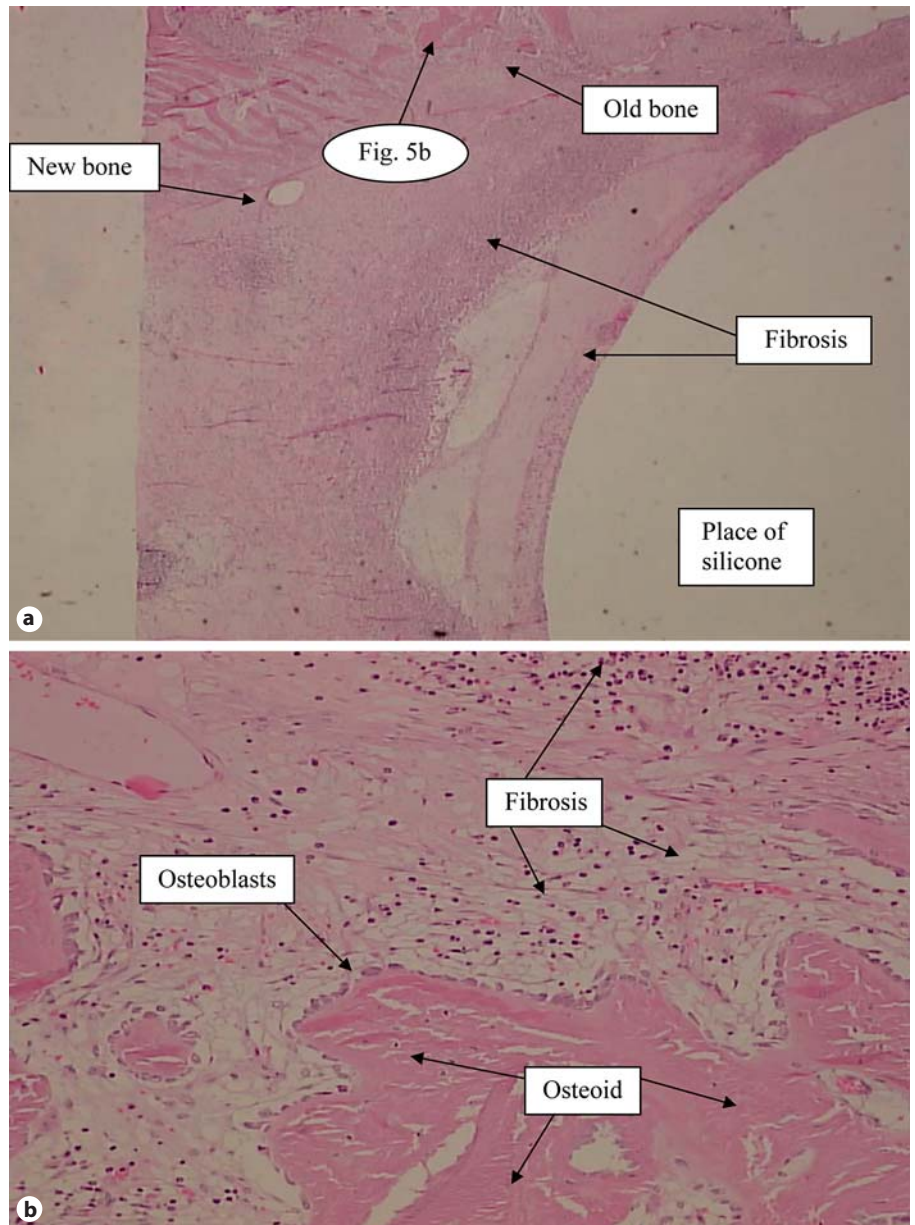 Old bone
Fig. 5b
New bone
Fibrosis
Place of
silicone
a
Fibrosis
Osteoblasts
Osteoid
b